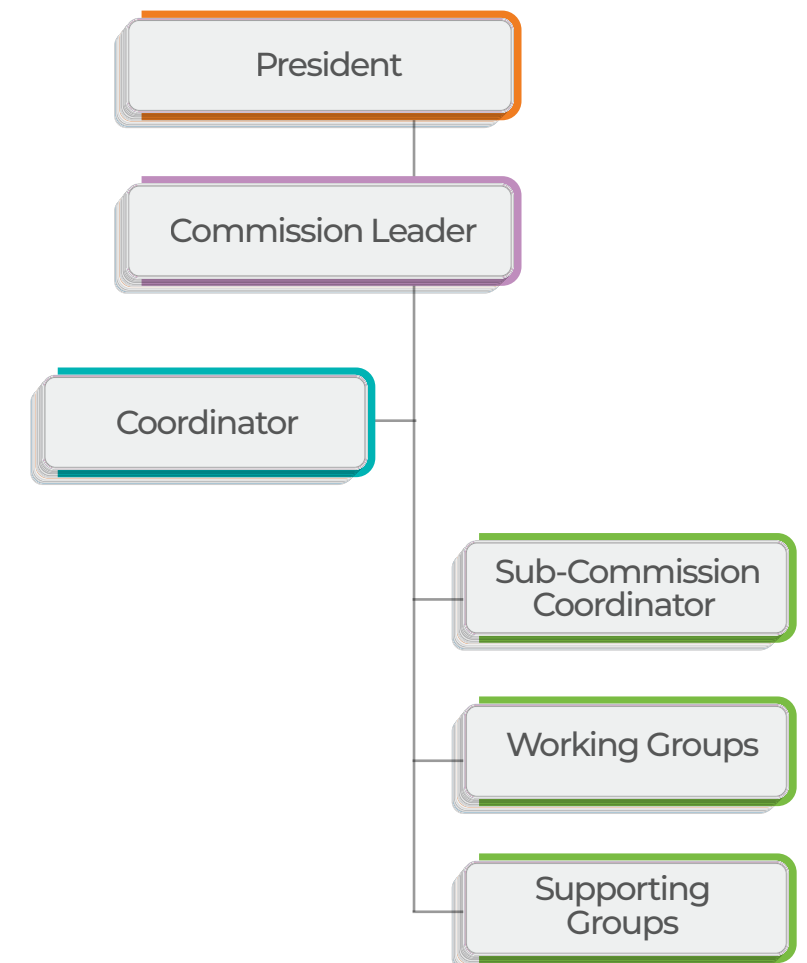 President
Commission Leader
Coordinator
Sub-Commission
Coordinator
Working Groups
Supporting
Groups